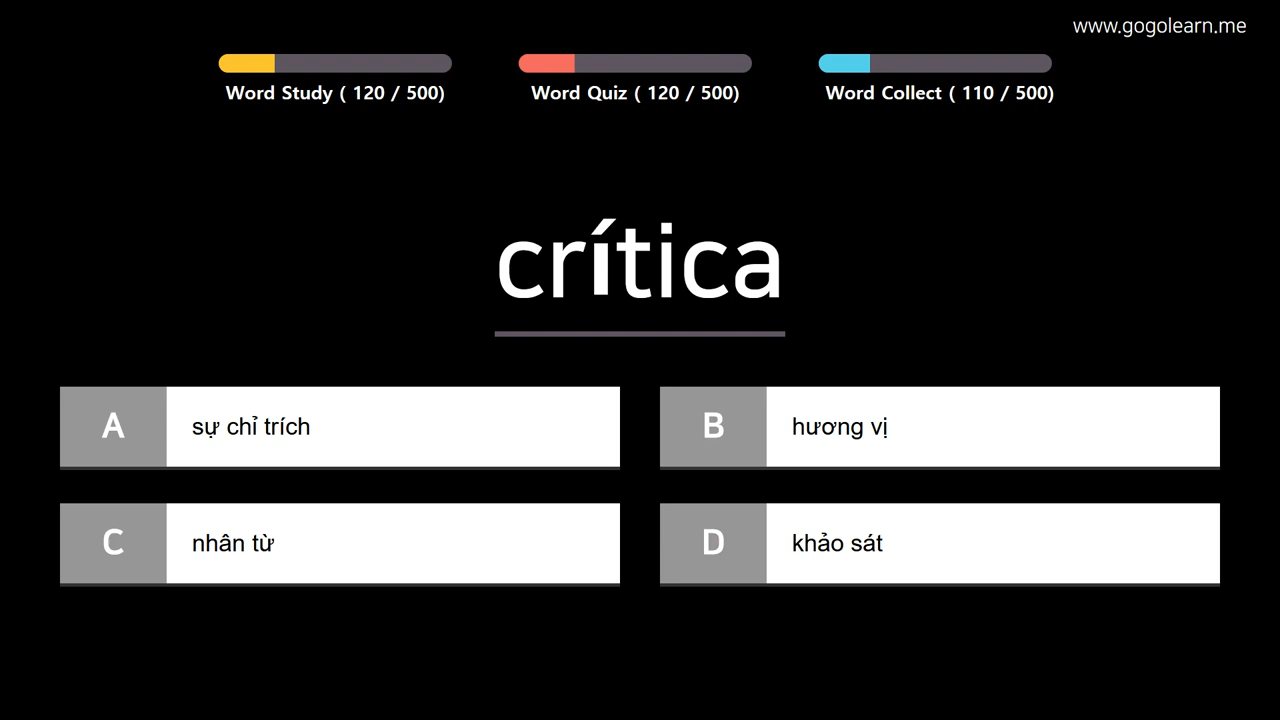 www.gogolearn.me
Word Study ( 120 / 500)
Word Quiz ( 120 / 500)
Word Collect ( 110 / 500)
crítica
A
sự chỉ trích
B
hương vị
C
nhân từ
D
khảo sát